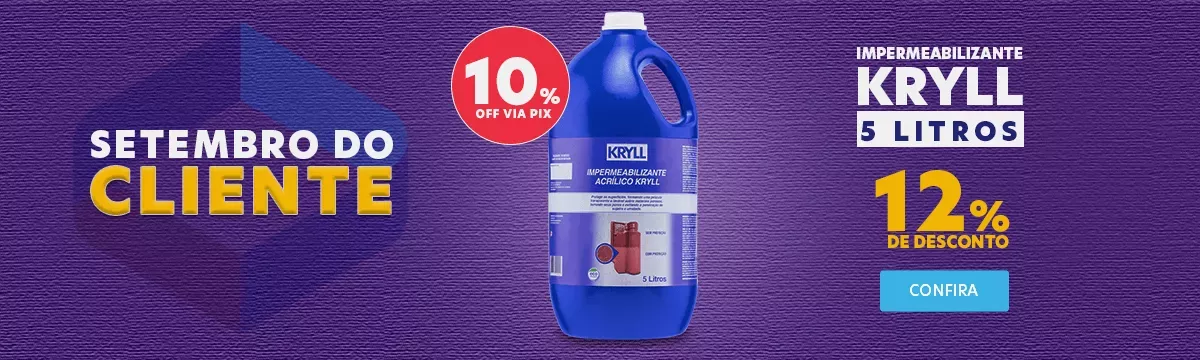 SETEMBRO DO
CLIENTE
10%
OFF VIA PIX
KRYLL
IMPERMEABILIZANTE
ACRÍLICO KRYLL
5 Litros
IMPERMEABILIZANTE
KRYLL
5 LITROS
12%
DE DESCONTO
CONFIRA